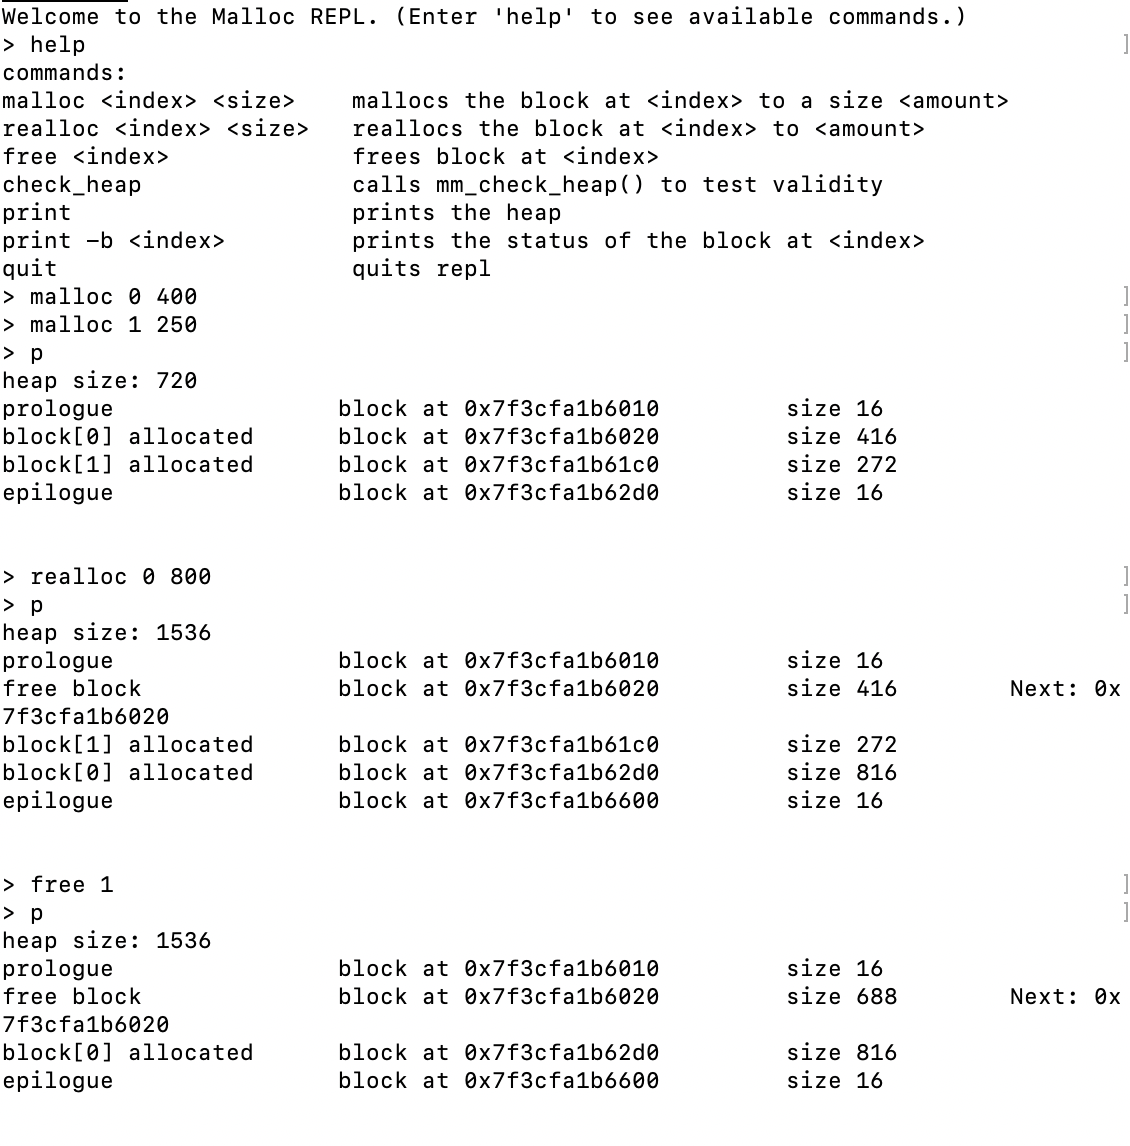 Welcome to the Malloc REPL. (Enter 'help' to see available commands.)
> help
commands:
malloc <index> <size>    mallocs the block at <index> to a size <amount>
realloc <index> <size>   reallocs the block at <index> to <amount>
free <index>             frees block at <index>
check_heap               calls mm_check_heap() to test validity
print                    prints the heap
print -b <index>         prints the status of the block at <index>
quit                     quits repl
> malloc 0 400
> malloc 1 250
> p
heap size: 720
prologue                block at 0x7f3cfa1b6010         size 16
block[0] allocated      block at 0x7f3cfa1b6020         size 416
block[1] allocated      block at 0x7f3cfa1b61c0         size 272
epilogue                block at 0x7f3cfa1b62d0         size 16
> realloc 0 800
> p
heap size: 1536
prologue                block at 0x7f3cfa1b6010         size 16
free block              block at 0x7f3cfa1b6020         size 416        Next: 0x
7f3cfa1b6020
block[1] allocated      block at 0x7f3cfa1b61c0         size 272
block[0] allocated      block at 0x7f3cfa1b62d0         size 816
epilogue                block at 0x7f3cfa1b6600         size 16
> free 1
> p
heap size: 1536
prologue                block at 0x7f3cfa1b6010         size 16
free block              block at 0x7f3cfa1b6020         size 688        Next: 0x
7f3cfa1b6020
block[0] allocated      block at 0x7f3cfa1b62d0         size 816
epilogue                block at 0x7f3cfa1b6600         size 16